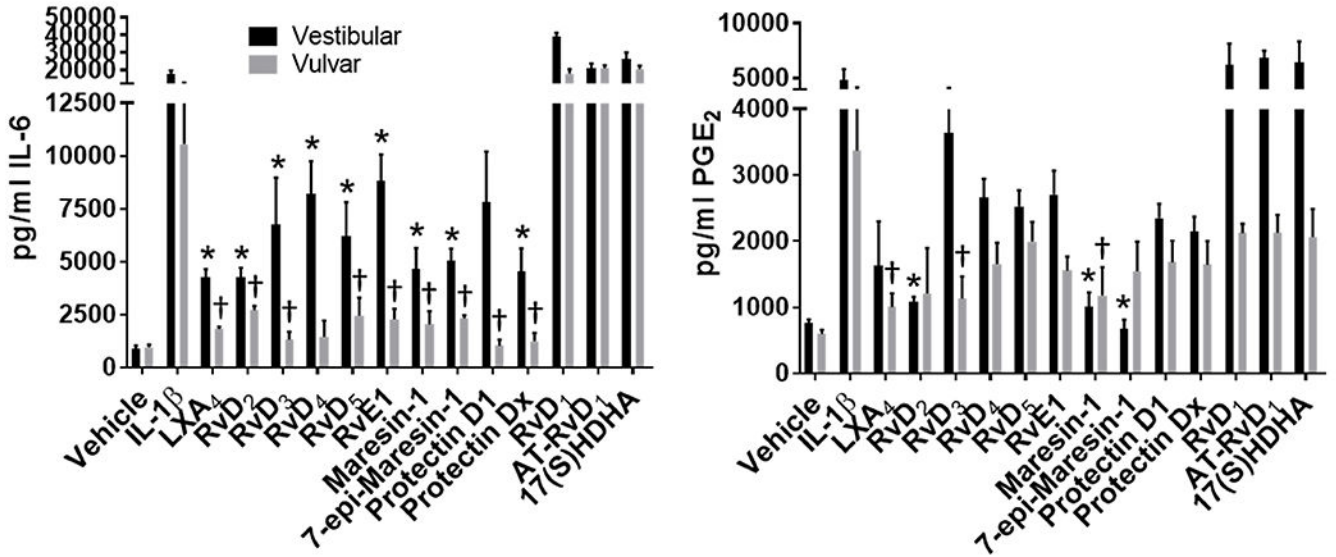 50000
40000
30000
20000
12500
10000
7500
5000
2500
0
pg/ml IL-6
Vestibular
Vulvar
* † * † * † * * † * † * † * † † * †
Vehicle
IL-1β
LXA4
RvD2
RvD3
RvD4
RvD5
RvE1
Maresin-1
7-epi-Maresin-1
Protectin D1
Protectin Dx
RvD1
AT-RvD1
17(S)HDHA
10000
5000
4000
3000
2000
1000
0
pg/ml PGE2
† * † * † *
Vehicle
IL-1β
LXA4
RvD2
RvD3
RvD4
RvD5
RvE1
Maresin-1
7-epi-Maresin-1
Protectin D1
Protectin Dx
RvD1
AT-RvD1
17(S)HDHA